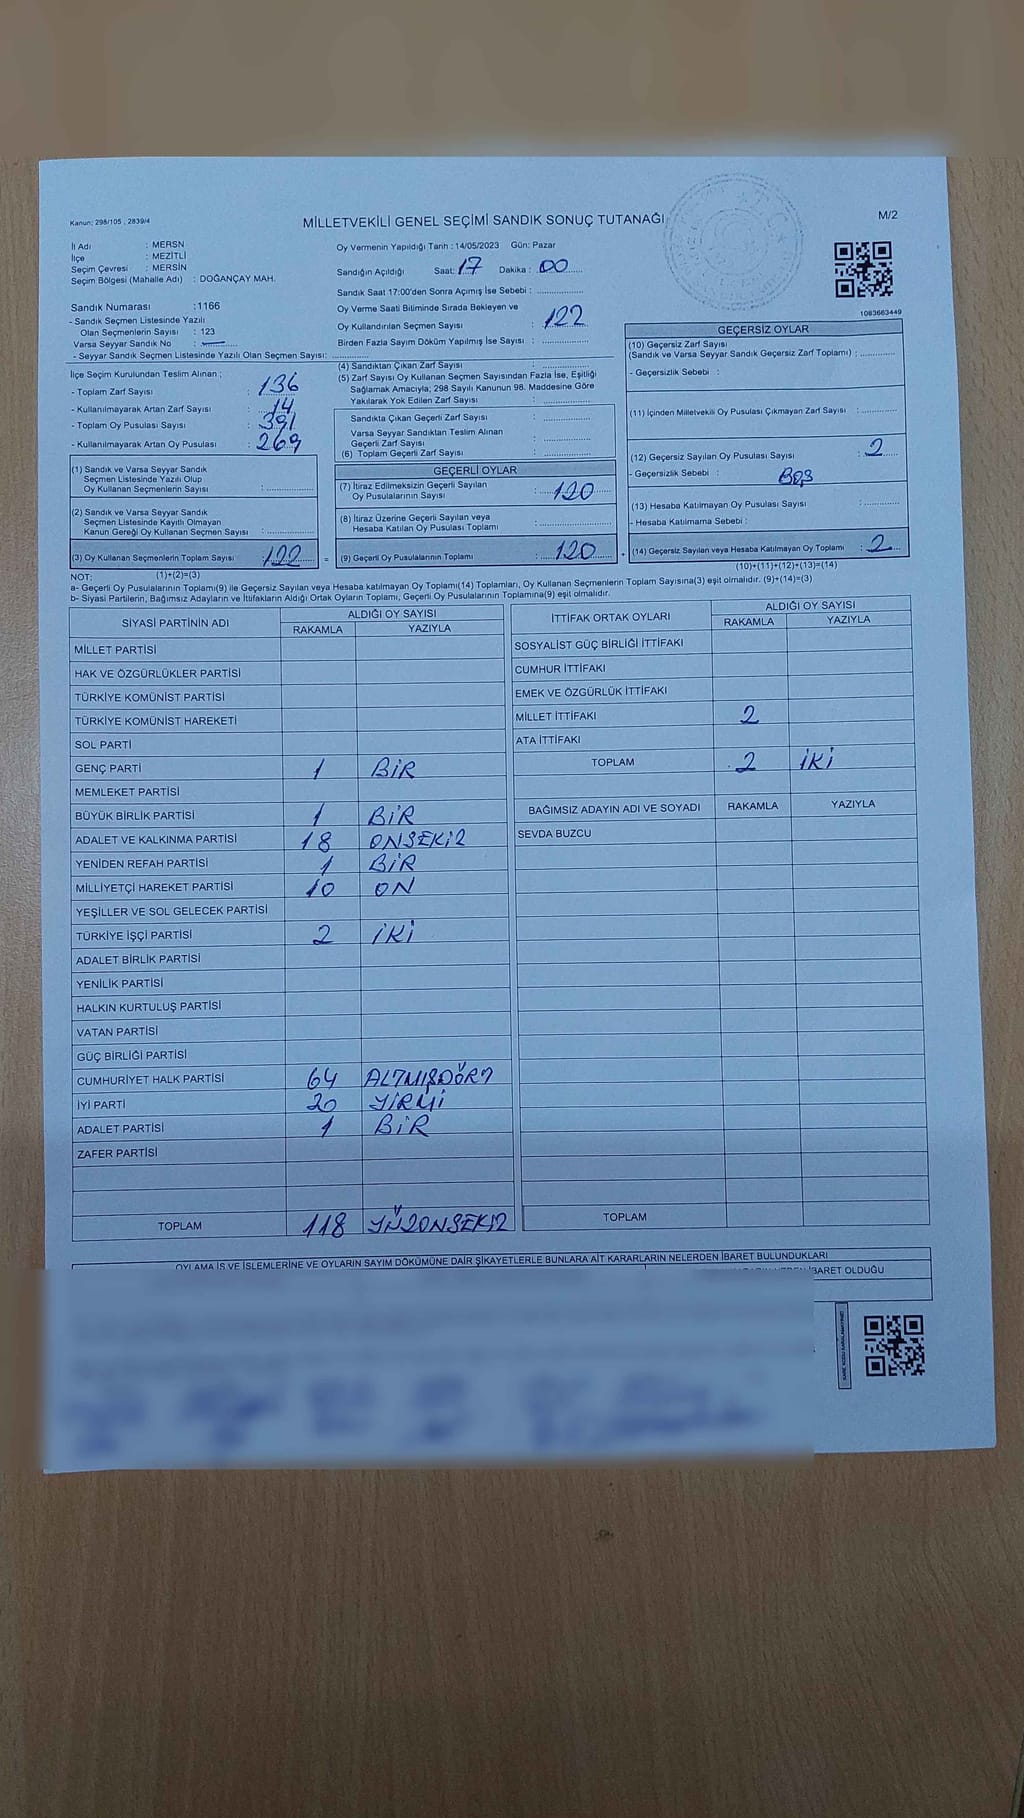 Kanun: 298/105 , 2839/4
MİLLETVEKİLİ GENEL SEÇİMİ SANDIK SONUÇ TUTANAĞI
M/2
İl Adı : MERSN
İlçe : MEZİTLİ
Seçim Çevresi : MERSİN
Seçim Bölgesi (Mahalle Adı) : DOĞANÇAY MAH.
Oy Vermenin Yapıldığı Tarih : 14/05/2023 Gün: Pazar
Sandığın Açıldığı Saat: 17 Dakika : 00
Sandık Saat 17:00'den Sonra Açımış İse Sebebi :
Sandık Numarası :1166
- Sandık Seçmen Listesinde Yazılı
Olan Seçmenlerin Sayısı : 123
Varsa Seyyar Sandık No : —
- Seyyar Sandık Seçmen Listesinde Yazılı Olan Seçmen Sayısı:
Oy Verme Saati Bitiminde Sırada Bekleyen ve
Oy Kullandırılan Seçmen Sayısı : 122
Birden Fazla Sayım Döküm Yapılmış İse Sayısı :
1083663449
İlçe Seçim Kurulundan Teslim Alınan ;
- Toplam Zarf Sayısı : 136
- Kullanılmayarak Artan Zarf Sayısı : 14
- Toplam Oy Pusulası Sayısı : 391
- Kullanılmayarak Artan Oy Pusulası : 269
(1) Sandık ve Varsa Seyyar Sandık
Seçmen Listesinde Yazılı Olup
Oy Kullanan Seçmenlerin Sayısı :
(2) Sandık ve Varsa Seyyar Sandık
Seçmen Listesinde Kayıtlı Olmayan
Kanun Gereği Oy Kullanan Seçmen Sayısı :
(3) Oy Kullanan Seçmenlerin Toplam Sayısı : 122 =
(4) Sandıktan Çıkan Zarf Sayısı :
(5) Zarf Sayısı Oy Kullanan Seçmen Sayısından Fazla İse, Eşitliği
Sağlamak Amacıyla; 298 Sayılı Kanunun 98. Maddesine Göre
Yakılarak Yok Edilen Zarf Sayısı :
Sandıkta Çıkan Geçerli Zarf Sayısı :
Varsa Seyyar Sandıktan Teslim Alınan
Geçerli Zarf Sayısı :
(6) Toplam Geçerli Zarf Sayısı :
GEÇERLİ OYLAR
(7) İtiraz Edilmeksizin Geçerli Sayılan
Oy Pusulalarının Sayısı : 120
(8) İtiraz Üzerine Geçerli Sayılan veya
Hesaba Katılan Oy Pusulası Toplamı :
(9) Geçerli Oy Pusulalarının Toplamı : 120 +
GEÇERSİZ OYLAR
(10) Geçersiz Zarf Sayısı
(Sandık ve Varsa Seyyar Sandık Geçersiz Zarf Toplamı) :
- Geçersizlik Sebebi :
(11) İçinden Milletvekili Oy Pusulası Çıkmayan Zarf Sayısı :
(12) Geçersiz Sayılan Oy Pusulası Sayısı : 2
- Geçersizlik Sebebi : BOŞ
(13) Hesaba Katılmayan Oy Pusulası Sayısı :
- Hesaba Katılmama Sebebi :
(14) Geçersiz Sayılan veya Hesaba Katılmayan Oy Toplamı : 2
(10)+(11)+(12)+(13)=(14)
NOT: (1)+(2)=(3)
a- Geçerli Oy Pusulalarının Toplamı(9) ile Geçersiz Sayılan veya Hesaba katılmayan Oy Toplamı(14) Toplamları, Oy Kullanan Seçmenlerin Toplam Sayısına(3) eşit olmalıdır. (9)+(14)=(3)
b- Siyasi Partilerin, Bağımsız Adayların ve İttifakların Aldığı Ortak Oyların Toplamı, Geçerli Oy Pusulalarının Toplamına(9) eşit olmalıdır.
SİYASİ PARTİNİN ADI
ALDIĞI OY SAYISI
RAKAMLA YAZIYLA
MİLLET PARTİSİ
HAK VE ÖZGÜRLÜKLER PARTİSİ
TÜRKİYE KOMÜNİST PARTİSİ
TÜRKİYE KOMÜNİST HAREKETİ
SOL PARTİ
GENÇ PARTİ 1 BİR
MEMLEKET PARTİSİ
BÜYÜK BİRLİK PARTİSİ 1 BİR
ADALET VE KALKINMA PARTİSİ 18 ONSEKİZ
YENİDEN REFAH PARTİSİ 1 BİR
MİLLİYETÇİ HAREKET PARTİSİ 10 ON
YEŞİLLER VE SOL GELECEK PARTİSİ
TÜRKİYE İŞÇİ PARTİSİ 2 İKİ
ADALET BİRLİK PARTİSİ
YENİLİK PARTİSİ
HALKIN KURTULUŞ PARTİSİ
VATAN PARTİSİ
GÜÇ BİRLİĞİ PARTİSİ
CUMHURİYET HALK PARTİSİ 64 ALTMIŞDÖRT
İYİ PARTİ 20 YİRMİ
ADALET PARTİSİ 1 BİR
ZAFER PARTİSİ
TOPLAM 118 YÜZONSEKİZ
İTTİFAK ORTAK OYLARI
ALDIĞI OY SAYISI
RAKAMLA YAZIYLA
SOSYALİST GÜÇ BİRLİĞİ İTTİFAKI
CUMHUR İTTİFAKI
EMEK VE ÖZGÜRLÜK İTTİFAKI
MİLLET İTTİFAKI 2
ATA İTTİFAKI
TOPLAM 2 İKİ
BAĞIMSIZ ADAYIN ADI VE SOYADI RAKAMLA YAZIYLA
SEVDA BUZCU
TOPLAM
OYLAMA İŞ VE İŞLEMLERİNE VE OYLARIN SAYIM DÖKÜMÜNE DAİR ŞİKAYETLERLE BUNLARA AİT KARARLARIN NELERDEN İBARET BULUNDUKLARI
İBARET OLDUĞU